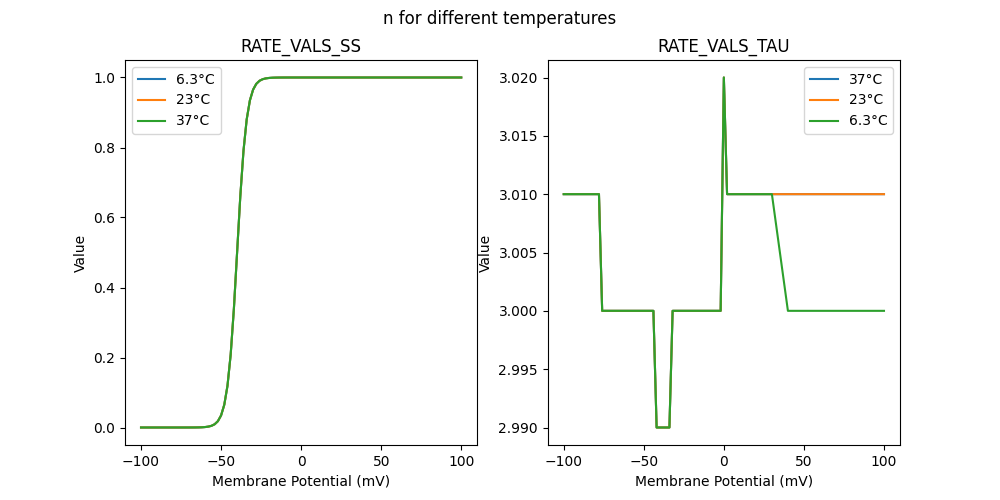 n for different temperatures
RATE_VALS_SS
1.0
0.8
0.6
0.4
0.2
0.0
Value
6.3°C
23°C
37°C
−100
−50
0
50
100
Membrane Potential (mV)
RATE_VALS_TAU
3.020
3.015
3.010
3.005
3.000
2.995
2.990
Value
37°C
23°C
6.3°C
−100
−50
0
50
100
Membrane Potential (mV)